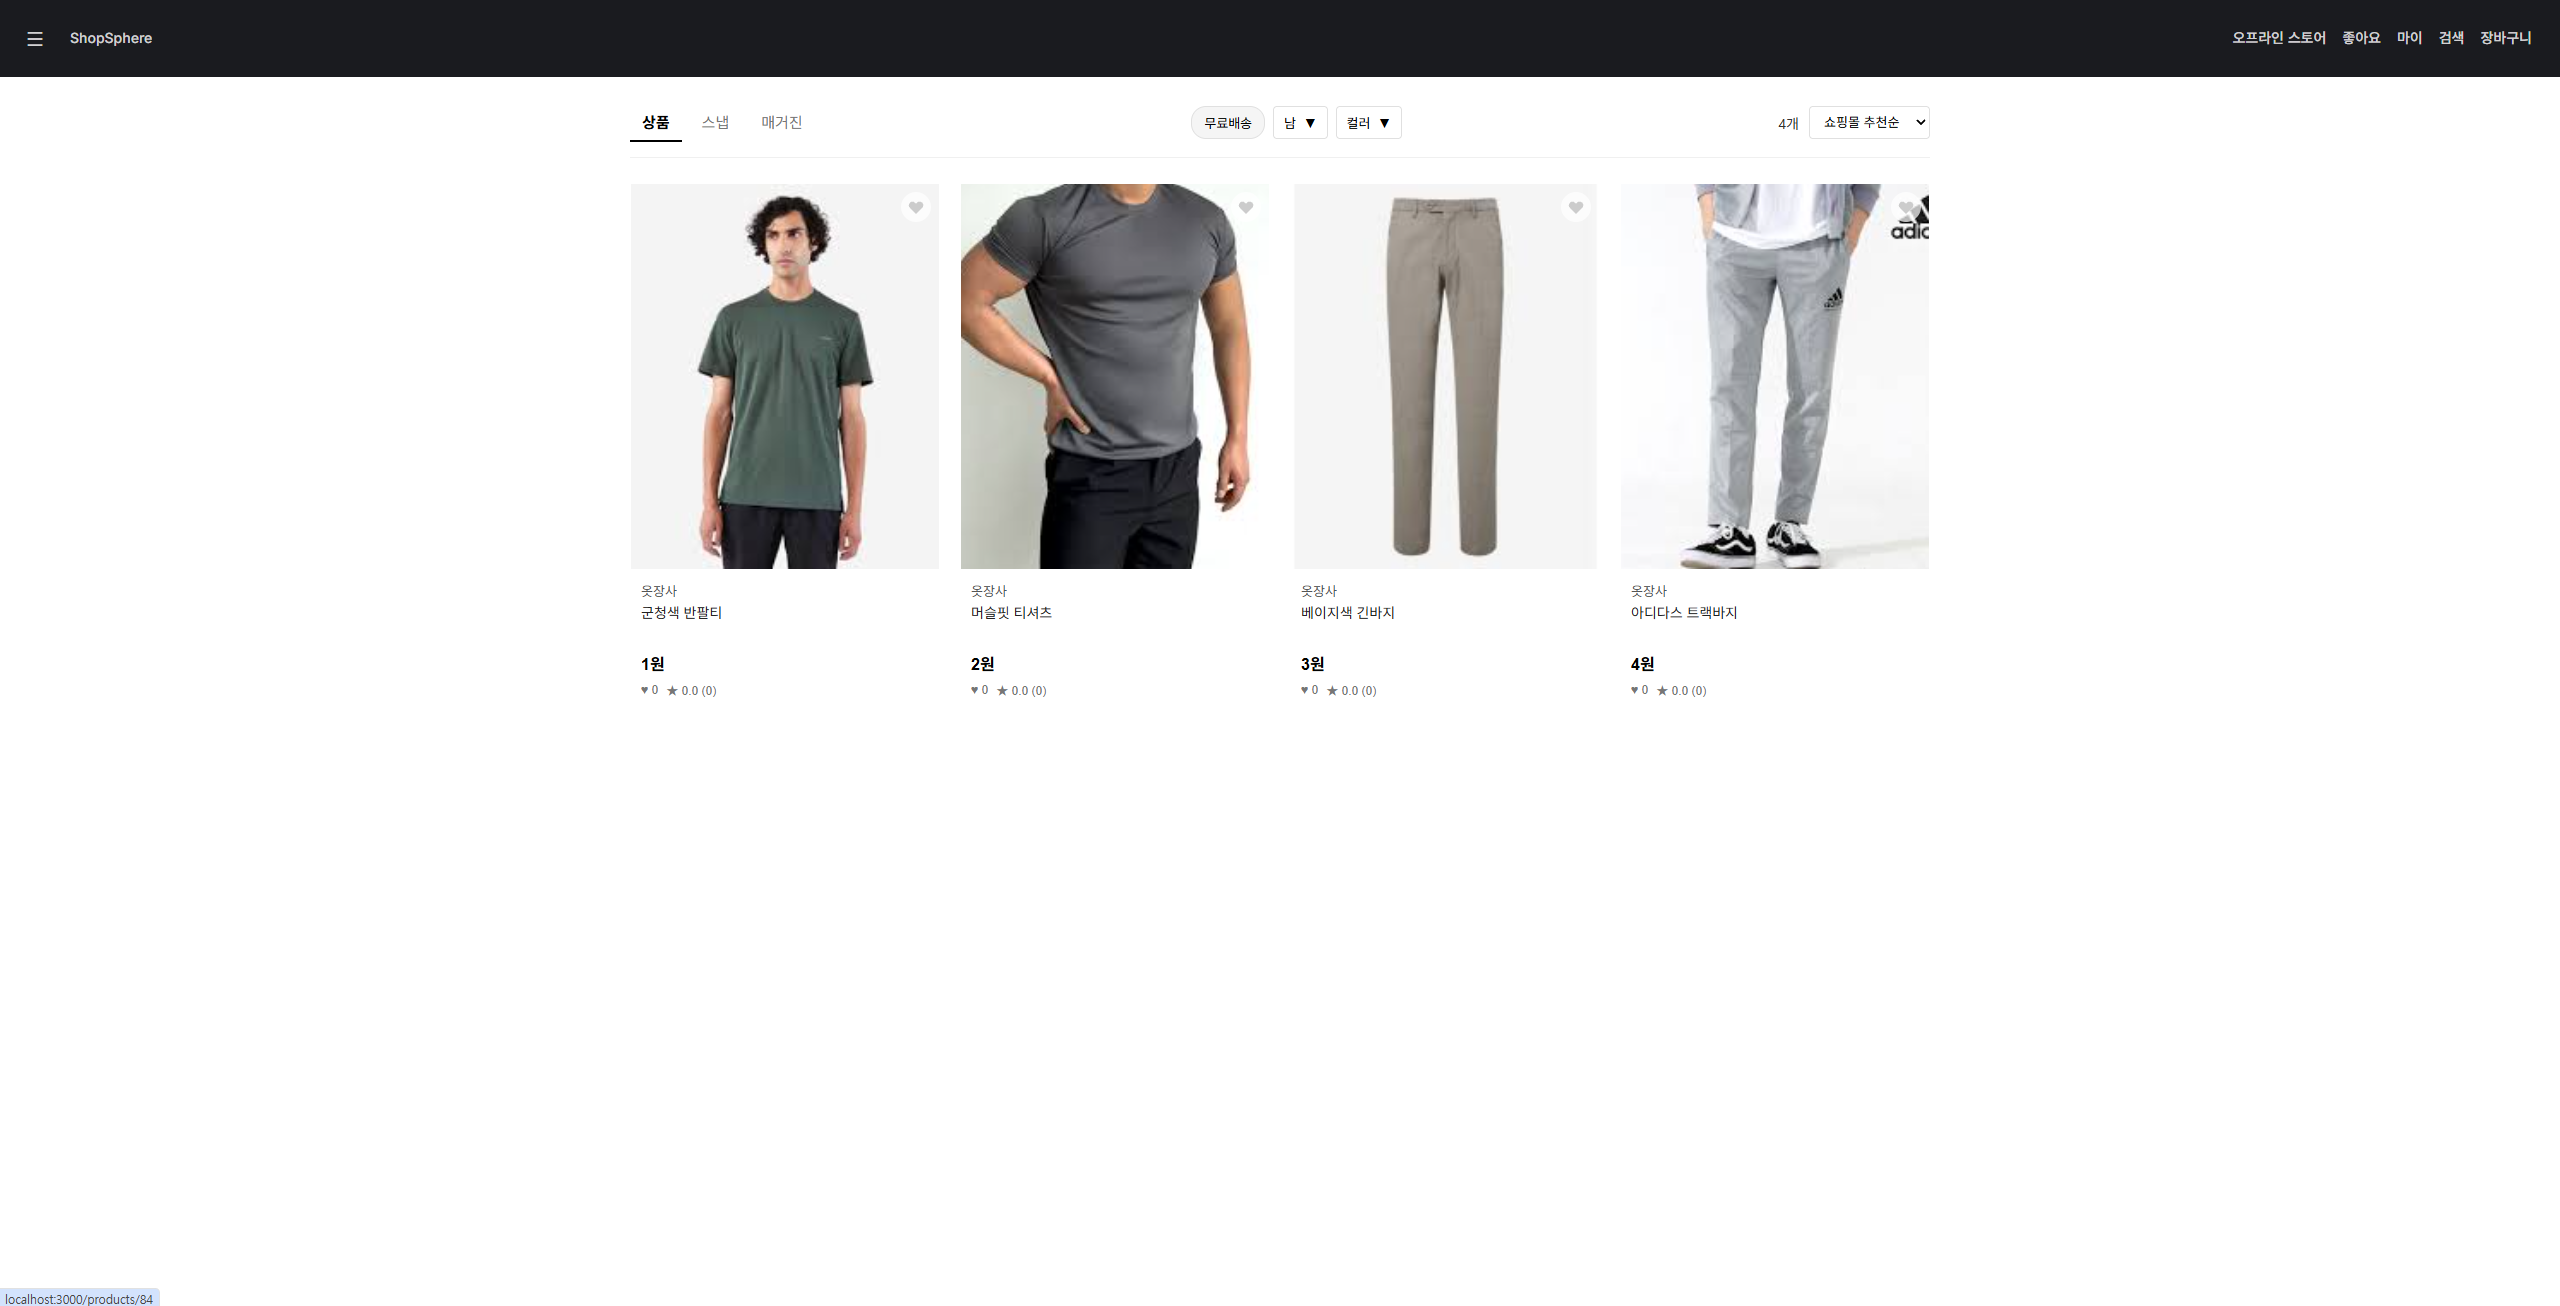 ☰ ShopSphere 오프라인 스토어 좋아요 마이 검색 장바구니
상품 스냅 매거진 무료배송 남 ▼ 컬러 ▼ 4개 쇼핑몰 추천순
adic
adidas
옷장사
군청색 반팔티
1원
♥ 0 ★ 0.0 (0)
옷장사
머슬핏 티셔츠
2원
♥ 0 ★ 0.0 (0)
옷장사
베이지색 긴바지
3원
♥ 0 ★ 0.0 (0)
옷장사
아디다스 트랙바지
4원
♥ 0 ★ 0.0 (0)
localhost:3000/products/84